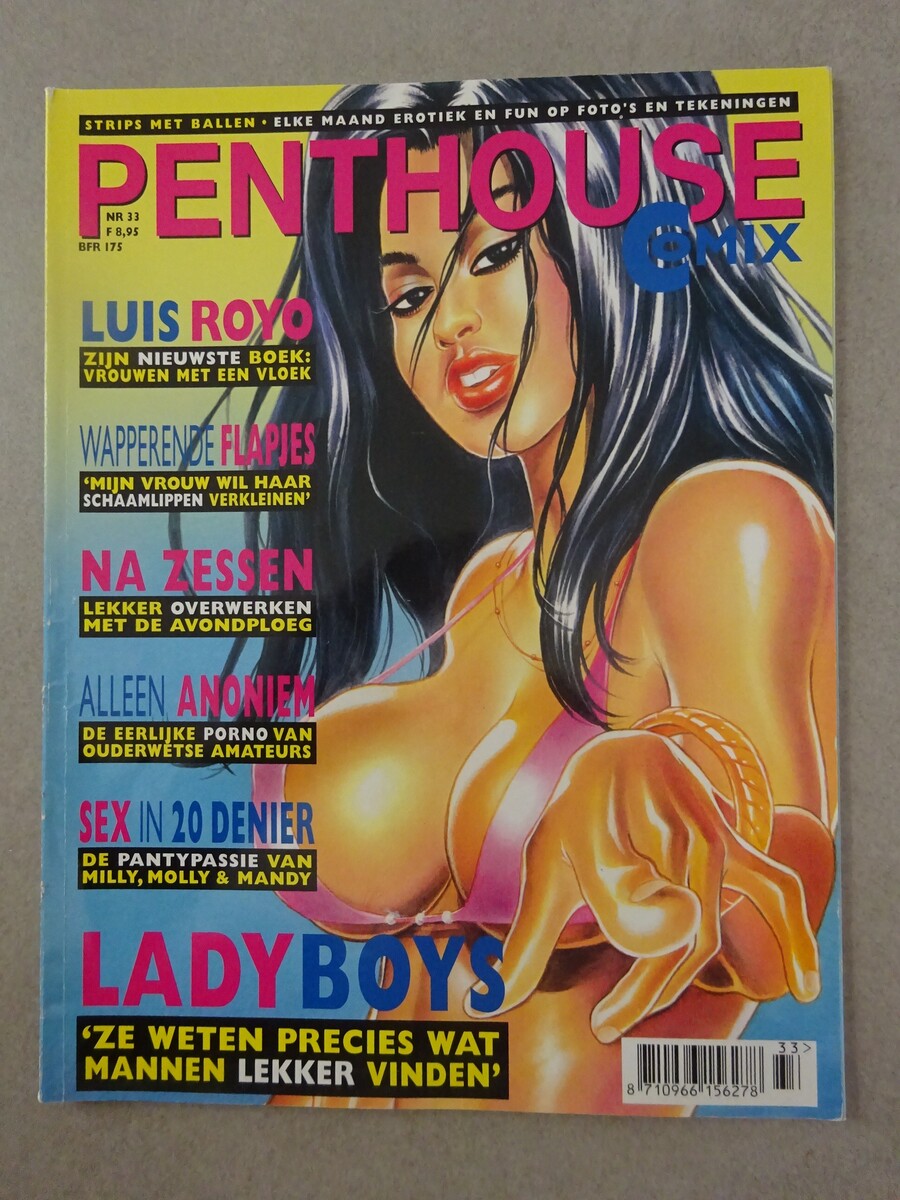 STRIPS MET BALLEN • ELKE MAAND EROTIEK EN FUN OP FOTO'S EN TEKENINGEN
PENTHOUSE
COMIX
NR 33
F 8,95
BFR 175
LUIS ROYO
ZIJN NIEUWSTE BOEK:
VROUWEN MET EEN VLOEK
WAPPERENDE FLAPJES
'MIJN VROUW WIL HAAR
SCHAAMLIPPEN VERKLEINEN'
NA ZESSEN
LEKKER OVERWERKEN
MET DE AVONDPLOEG
ALLEEN, ANONIEM
DE EERLIJKE PORNO VAN
OUDERWETSE AMATEURS
SEX IN 20 DENIER
DE PANTYPASSIE VAN
MILLY, MOLLY & MANDY
LADYBOYS
'ZE WETEN PRECIES WAT
MANNEN LEKKER VINDEN'
33>
8 710966 156278